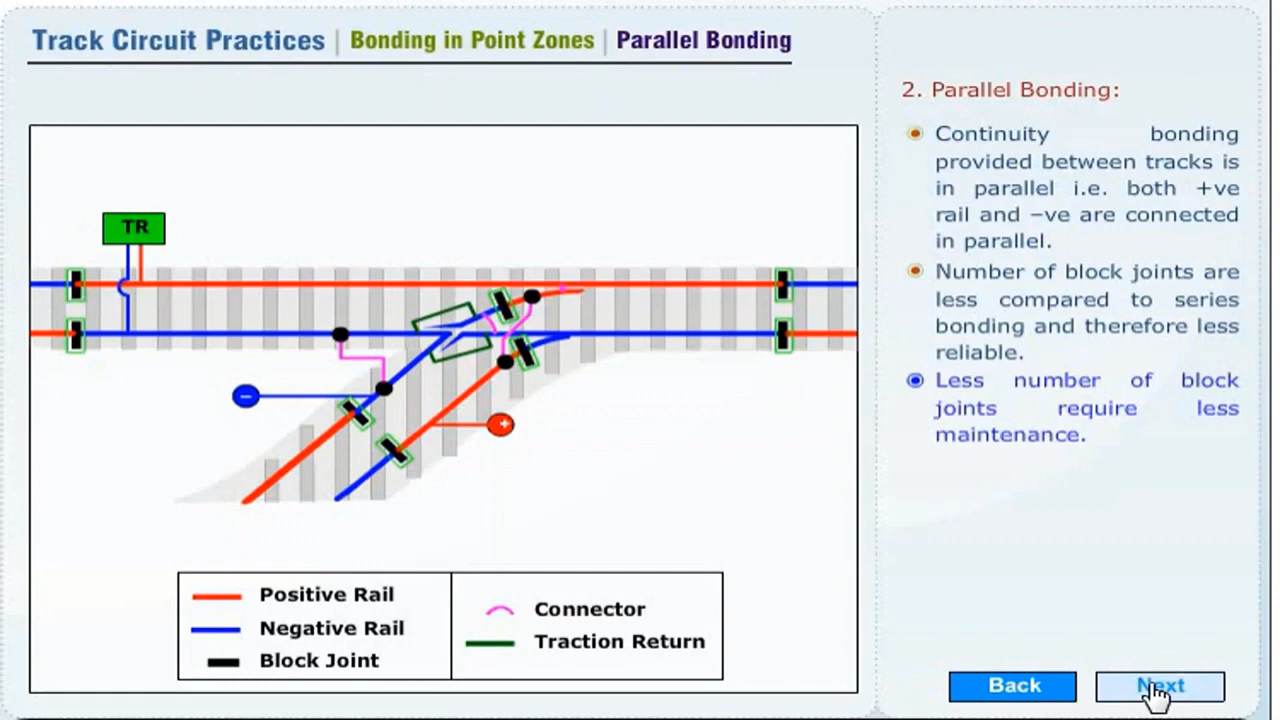 Track Circuit Practices | Bonding in Point Zones | Parallel Bonding
TR
−
+
Positive Rail
Negative Rail
Block Joint
Connector
Traction Return
2. Parallel Bonding:
Continuity bonding
provided between tracks is
in parallel i.e. both +ve
rail and –ve are connected
in parallel.
Number of block joints are
less compared to series
bonding and therefore less
reliable.
Less number of block
joints require less
maintenance.
Back
Next